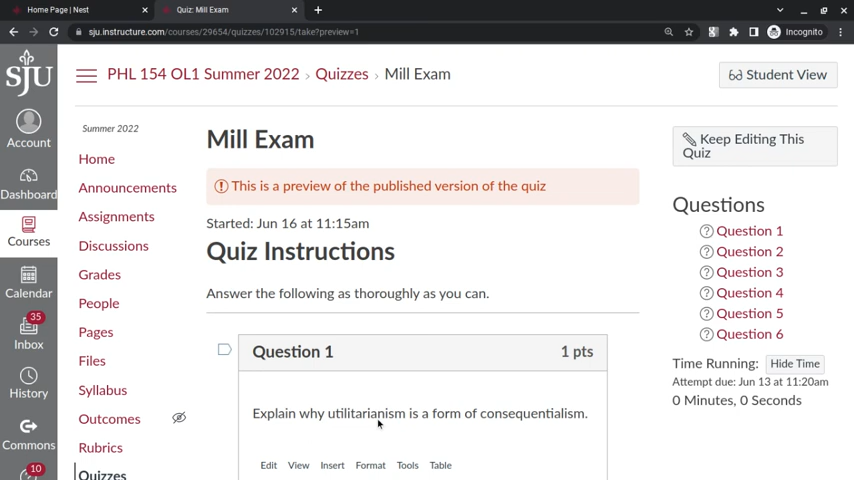 Home Page | Nest
Quiz: Mill Exam
sju.instructure.com/courses/29654/quizzes/102915/take?preview=1
Incognito
SJU
Account
Dashboard
Courses
Calendar
35
Inbox
History
Commons
10
PHL 154 OL1 Summer 2022 › Quizzes › Mill Exam
Student View
Summer 2022
Home
Announcements
Assignments
Discussions
Grades
People
Pages
Files
Syllabus
Outcomes
Rubrics
Quizzes
Mill Exam
This is a preview of the published version of the quiz
Started: Jun 16 at 11:15am
Quiz Instructions
Answer the following as thoroughly as you can.
Question 1 1 pts
Explain why utilitarianism is a form of consequentialism.
Edit View Insert Format Tools Table
Keep Editing This
Quiz
Questions
Question 1
Question 2
Question 3
Question 4
Question 5
Question 6
Time Running: Hide Time
Attempt due: Jun 13 at 11:20am
0 Minutes, 0 Seconds